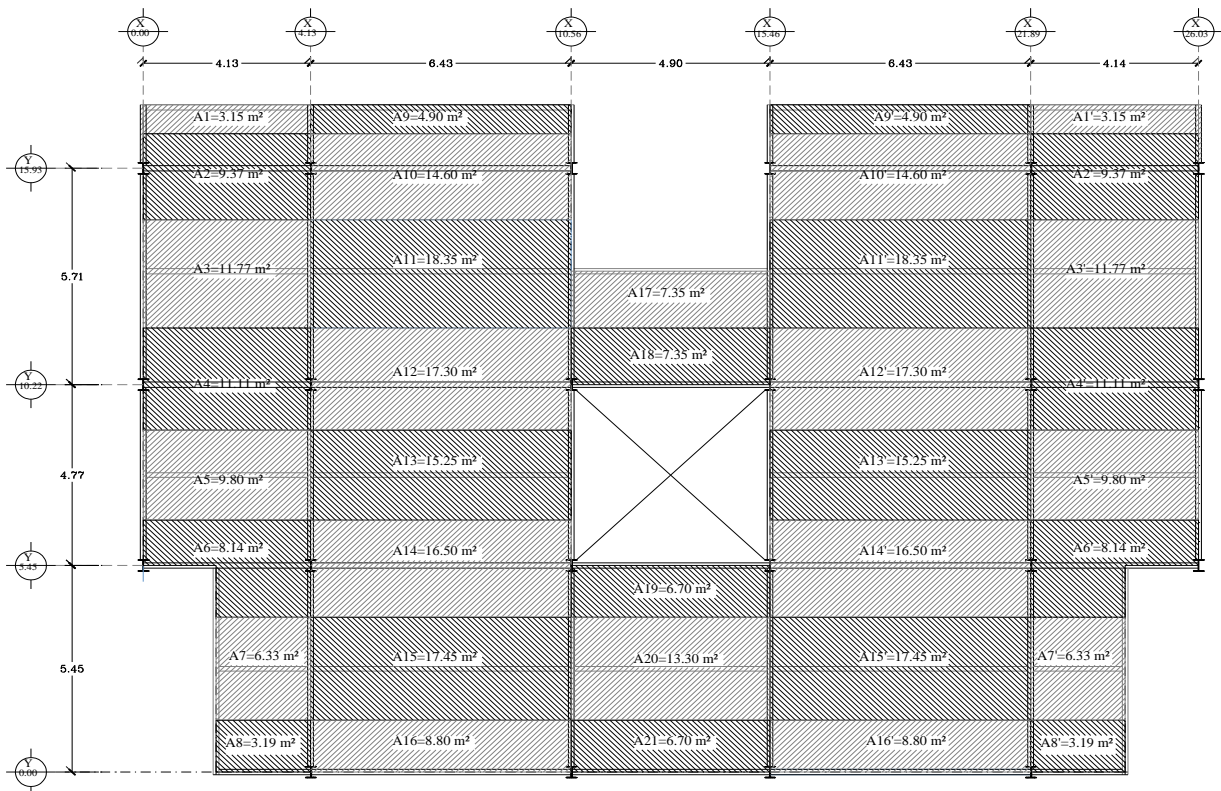 X X X X X X
0.00 4.13 10.56 15.46 21.89 26.03
4.13 6.43 4.90 6.43 4.14
A1=3.15 m² A9=4.90 m² A9'=4.90 m² A1'=3.15 m²
Y
15.93
A2=9.37 m² A10=14.60 m² A10'=14.60 m² A2'=9.37 m²
A11=18.35 m² A11'=18.35 m²
A3=11.77 m² A3'=11.77 m²
5.71
A17=7.35 m²
A18=7.35 m²
A12=17.30 m² A12'=17.30 m²
Y
10.22
A4=11.11 m² A4'=11.11 m²
A13=15.25 m² A13'=15.25 m²
4.77
A5=9.80 m² A5'=9.80 m²
A6=8.14 m² A14=16.50 m² A14'=16.50 m² A6'=8.14 m²
Y
5.45
A19=6.70 m²
A7=6.33 m² A15=17.45 m² A20=13.30 m² A15'=17.45 m² A7'=6.33 m²
5.45
A8=3.19 m² A16=8.80 m² A21=6.70 m² A16'=8.80 m² A8'=3.19 m²
Y
0.00